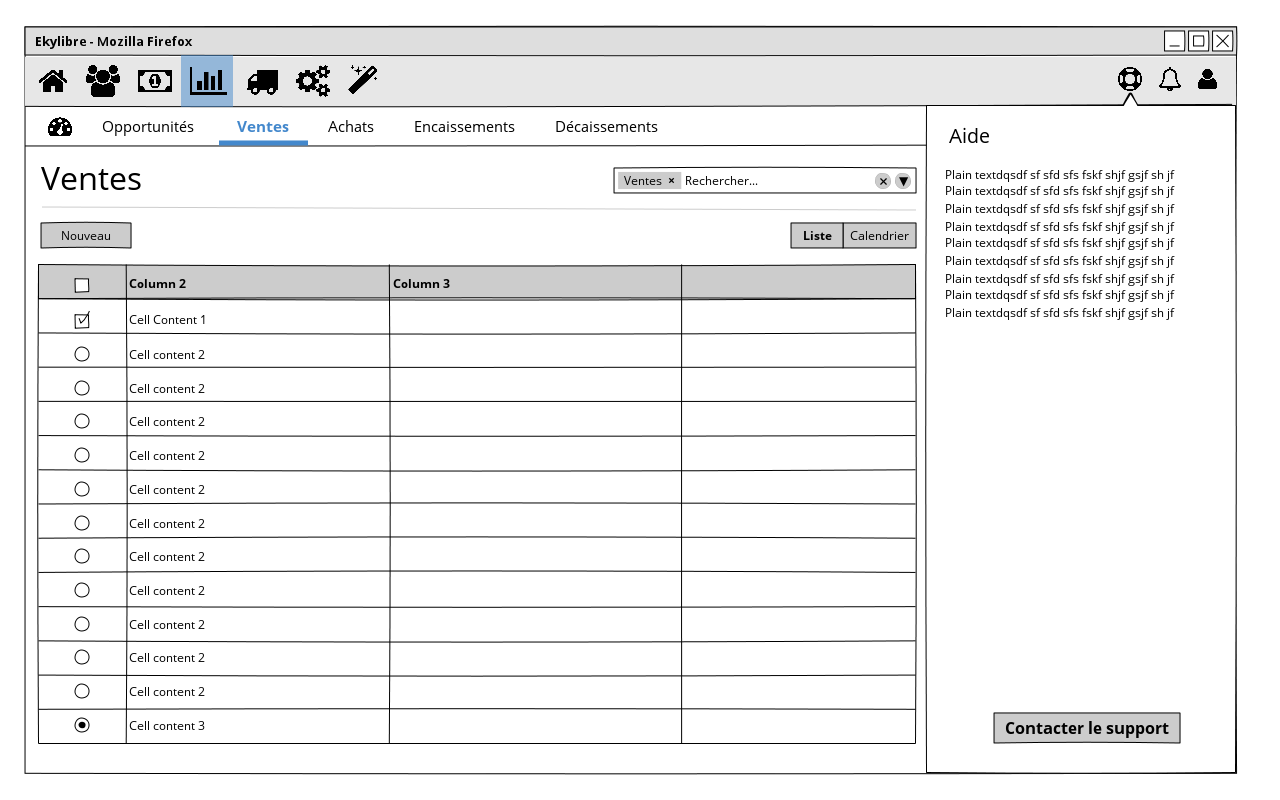 Ekylibre - Mozilla Firefox
Opportunités Ventes Achats Encaissements Décaissements
Ventes
Ventes × Rechercher...
Nouveau
Liste Calendrier
Column 2 Column 3
Cell Content 1
Cell content 2
Cell content 2
Cell content 2
Cell content 2
Cell content 2
Cell content 2
Cell content 2
Cell content 2
Cell content 2
Cell content 2
Cell content 2
Cell content 3
Aide
Plain textdqsdf sf sfd sfs fskf shjf gsjf sh jf
Plain textdqsdf sf sfd sfs fskf shjf gsjf sh jf
Plain textdqsdf sf sfd sfs fskf shjf gsjf sh jf
Plain textdqsdf sf sfd sfs fskf shjf gsjf sh jf
Plain textdqsdf sf sfd sfs fskf shjf gsjf sh jf
Plain textdqsdf sf sfd sfs fskf shjf gsjf sh jf
Plain textdqsdf sf sfd sfs fskf shjf gsjf sh jf
Plain textdqsdf sf sfd sfs fskf shjf gsjf sh jf
Plain textdqsdf sf sfd sfs fskf shjf gsjf sh jf
Contacter le support